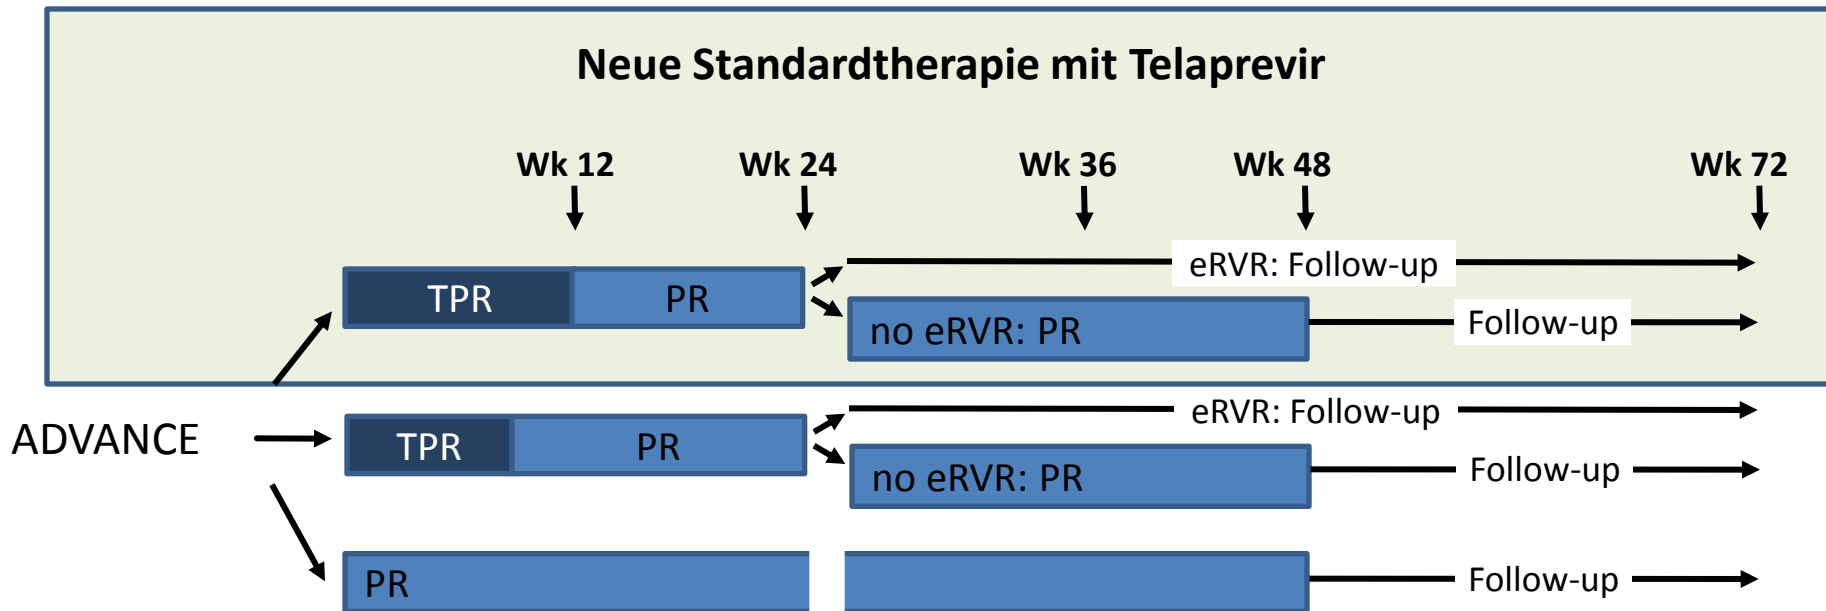 Neue Standardtherapie mit Telaprevir
Wk 12 Wk 24 Wk 36 Wk 48 Wk 72
eRVR: Follow-up
TPR PR
no eRVR: PR Follow-up
eRVR: Follow-up
ADVANCE TPR PR
no eRVR: PR Follow-up
PR Follow-up